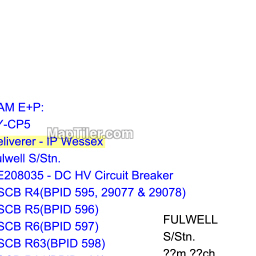 AM E+P:
Y-CP5
eliverer - IP Wessex
MapTiler.com
ulwell S/Stn.
E208035 - DC HV Circuit Breaker
SCB R4(BPID 595, 29077 & 29078)
SCB R5(BPID 596)
SCB R6(BPID 597)
SCB R63(BPID 598)
FULWELL
S/Stn.
??m ??ch